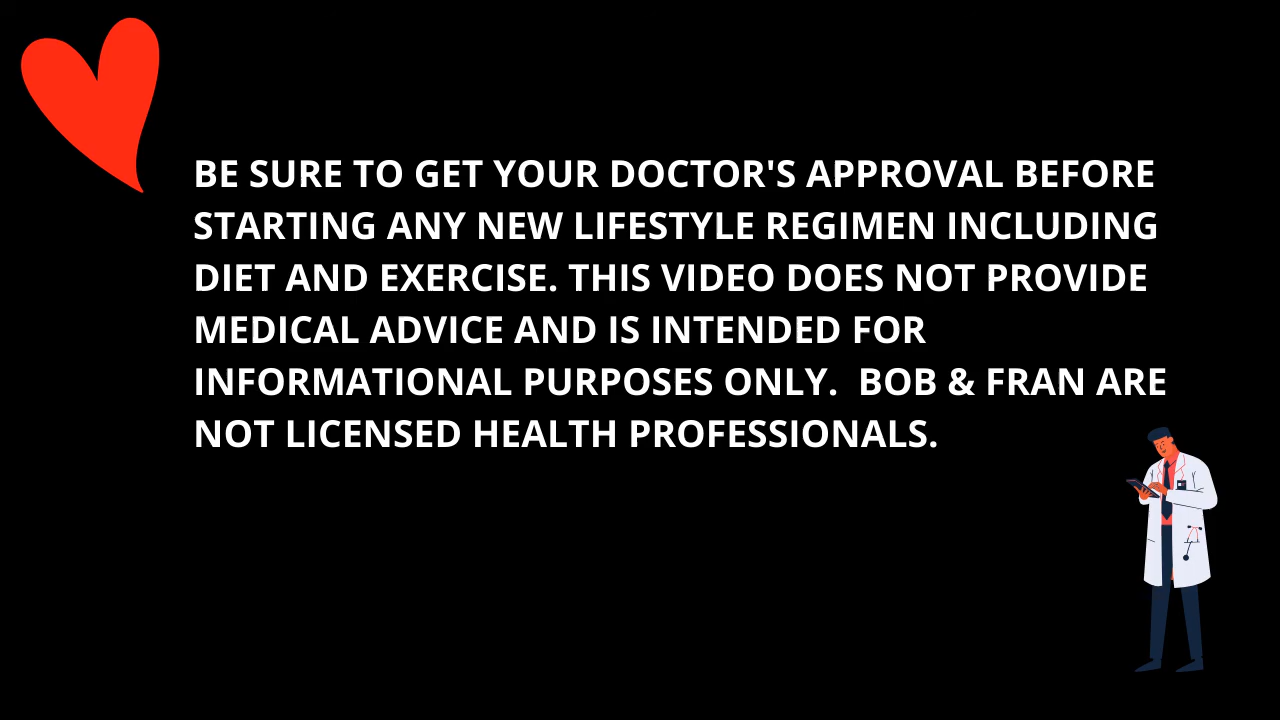 BE SURE TO GET YOUR DOCTOR'S APPROVAL BEFORE
STARTING ANY NEW LIFESTYLE REGIMEN INCLUDING
DIET AND EXERCISE. THIS VIDEO DOES NOT PROVIDE
MEDICAL ADVICE AND IS INTENDED FOR
INFORMATIONAL PURPOSES ONLY.  BOB & FRAN ARE
NOT LICENSED HEALTH PROFESSIONALS.